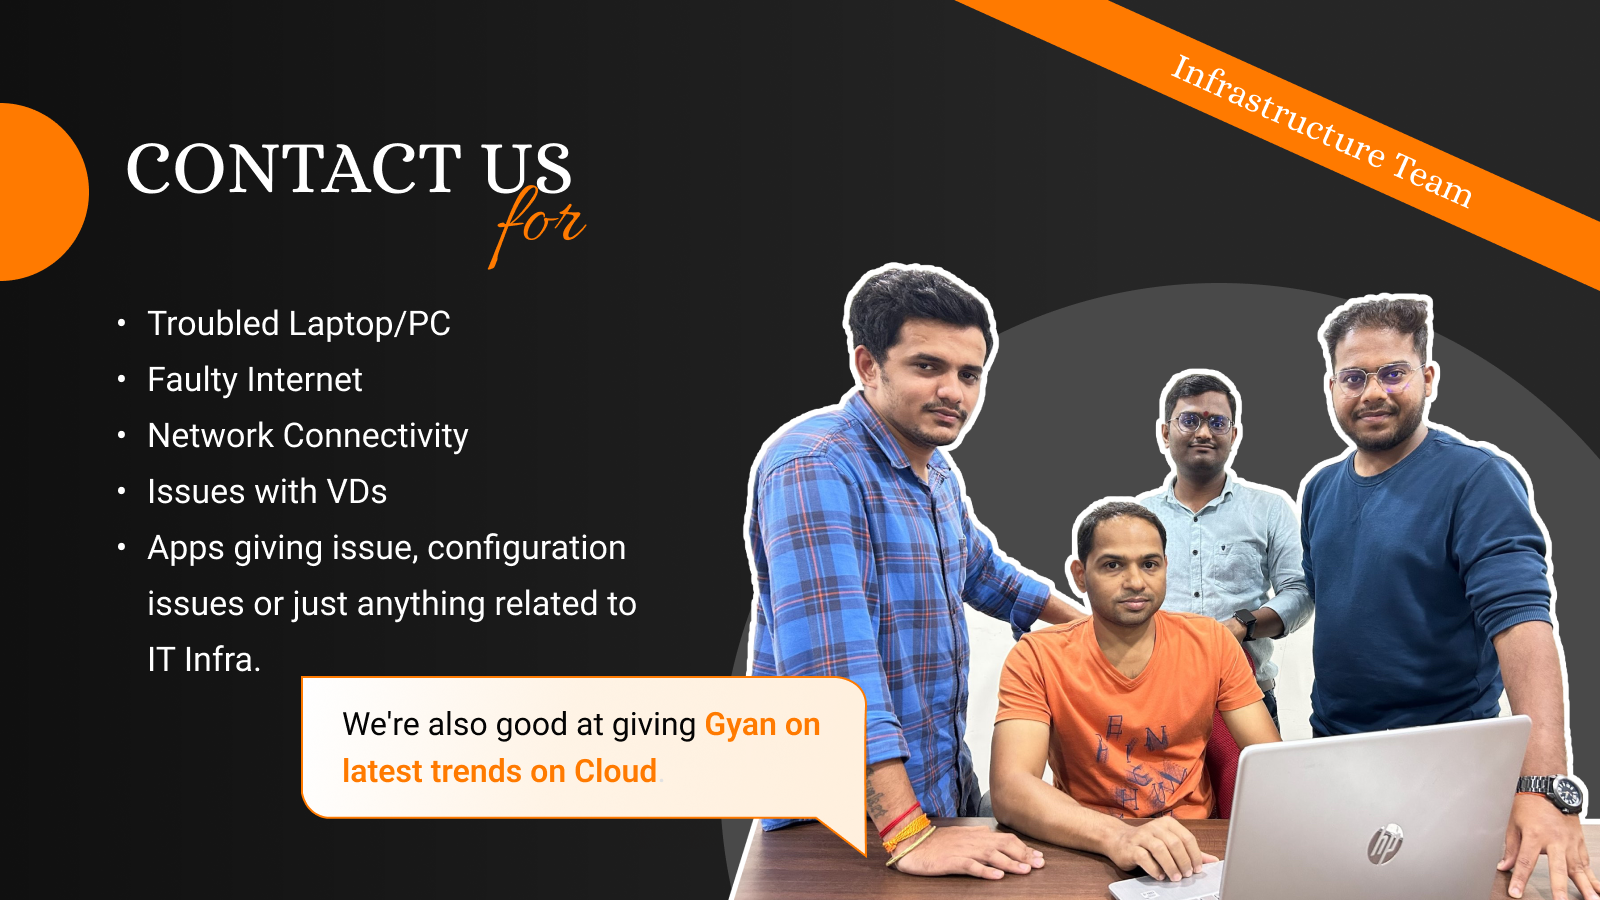 Infrastructure Team
CONTACT US
for
• Troubled Laptop/PC
• Faulty Internet
• Network Connectivity
• Issues with VDs
• Apps giving issue, configuration
issues or just anything related to
IT Infra.
We're also good at giving Gyan on
latest trends on Cloud.
hp